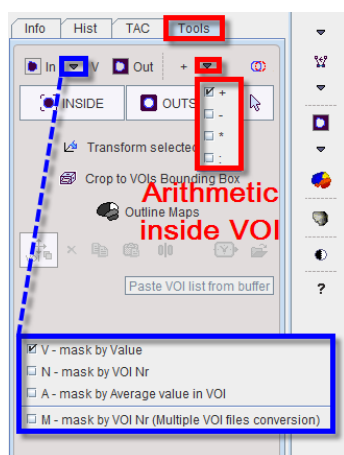 Info Hist TAC Tools
In V Out +
INSIDE OUTS
+
-
*
:
Transform selected
Crop to VOIs Bounding Box
Arithmetic
Outline Maps
inside VOI
Paste VOI list from buffer
V - mask by Value
N - mask by VOI Nr
A - mask by Average value in VOI
M - mask by VOI Nr (Multiple VOI files conversion)
?